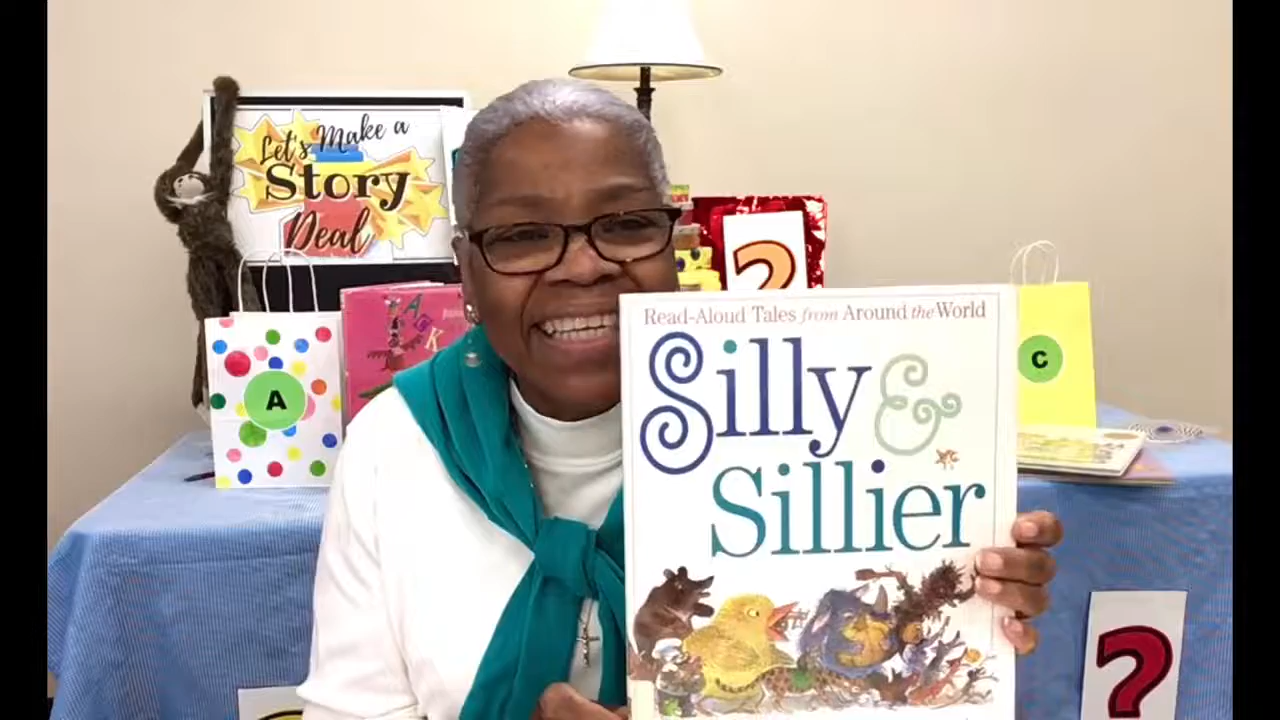 Let's Make a
Story
Deal
A
?
C
Read-Aloud Tales from Around the World
Silly &
Sillier
?